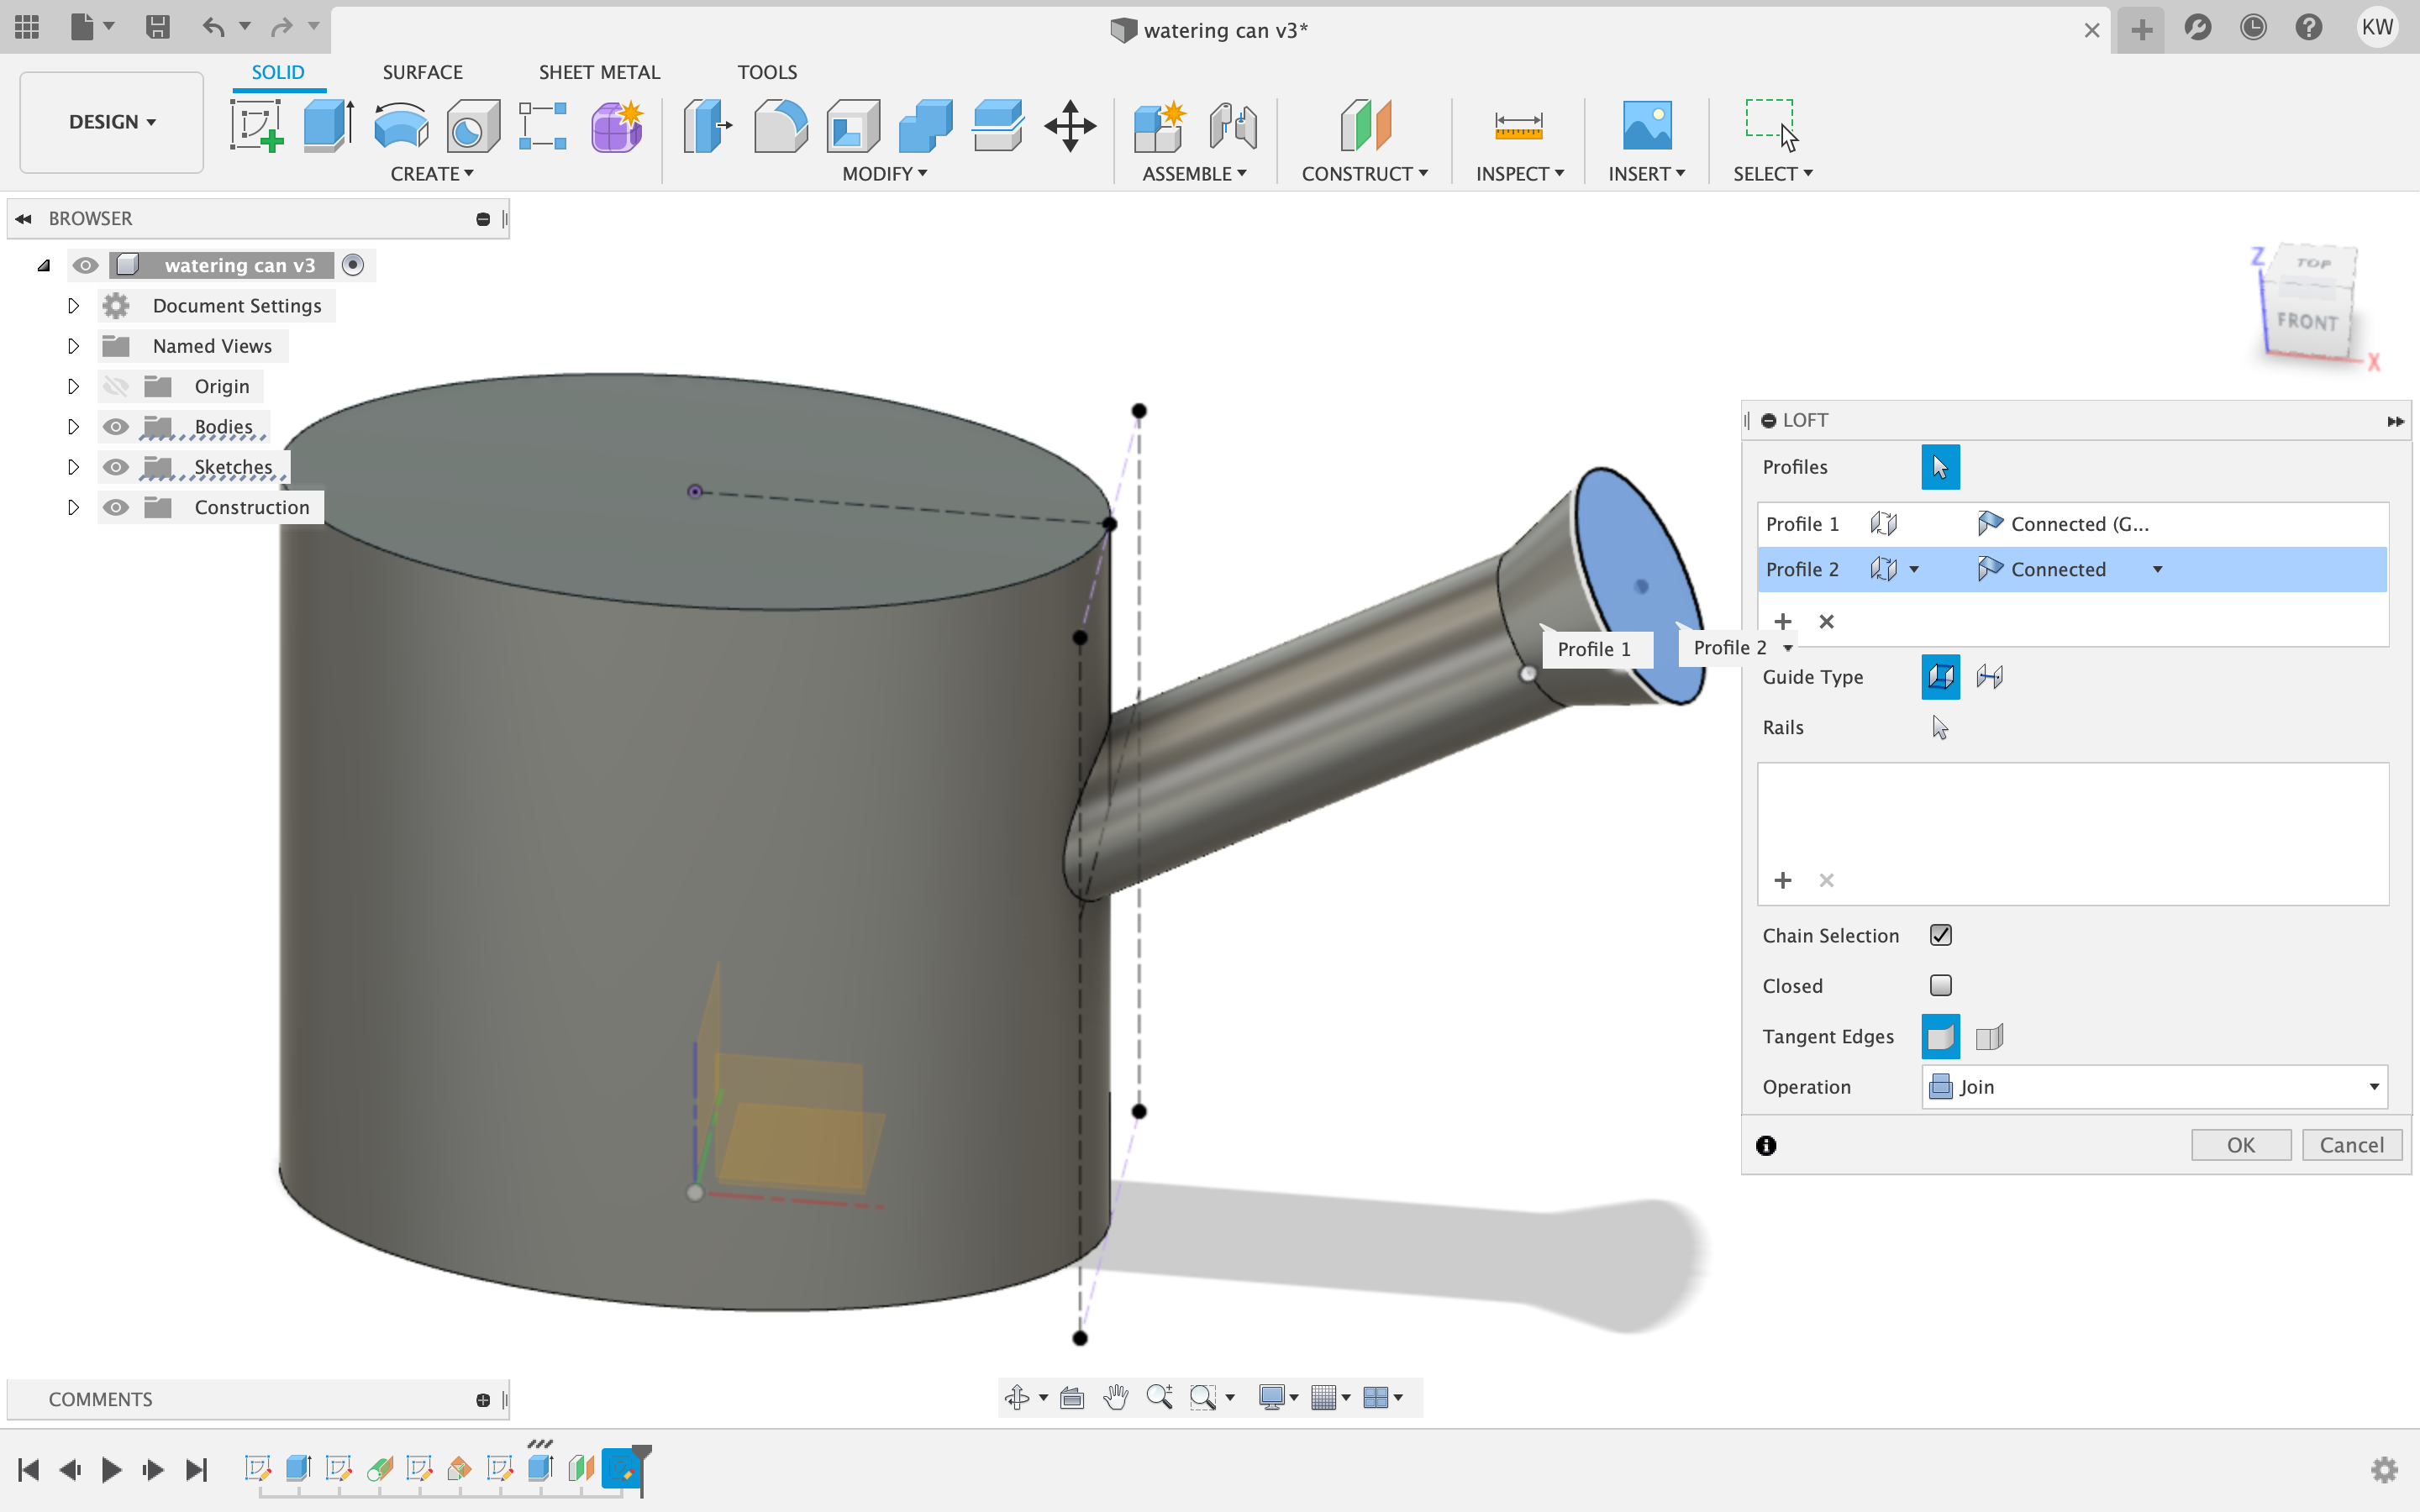 watering can v3*
KW
SOLID
SURFACE
SHEET METAL
TOOLS
DESIGN
CREATE
MODIFY
ASSEMBLE
CONSTRUCT
INSPECT
INSERT
SELECT
BROWSER
watering can v3
Document Settings
Named Views
Origin
Bodies
Sketches
Construction
Z
TOP
FRONT
X
LOFT
Profiles
Profile 1
Connected (G...
Profile 2
Connected
Profile 1
Profile 2
Guide Type
Rails
Chain Selection
Closed
Tangent Edges
Operation
Join
OK
Cancel
COMMENTS